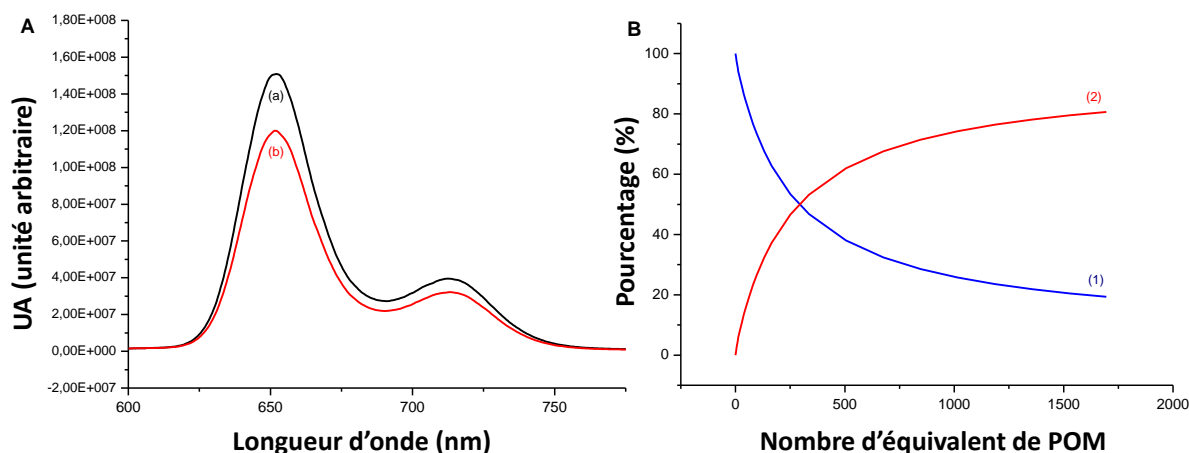 A
UA (unité arbitraire)
1,80E+008
1,60E+008
1,40E+008
1,20E+008
1,00E+008
8,00E+007
6,00E+007
4,00E+007
2,00E+007
0,00E+000
-2,00E+007
(a)
(b)
600
650
700
750
Longueur d'onde (nm)
B
Pourcentage (%)
100
80
60
40
20
0
(2)
(1)
0
500
1000
1500
2000
Nombre d'équivalent de POM